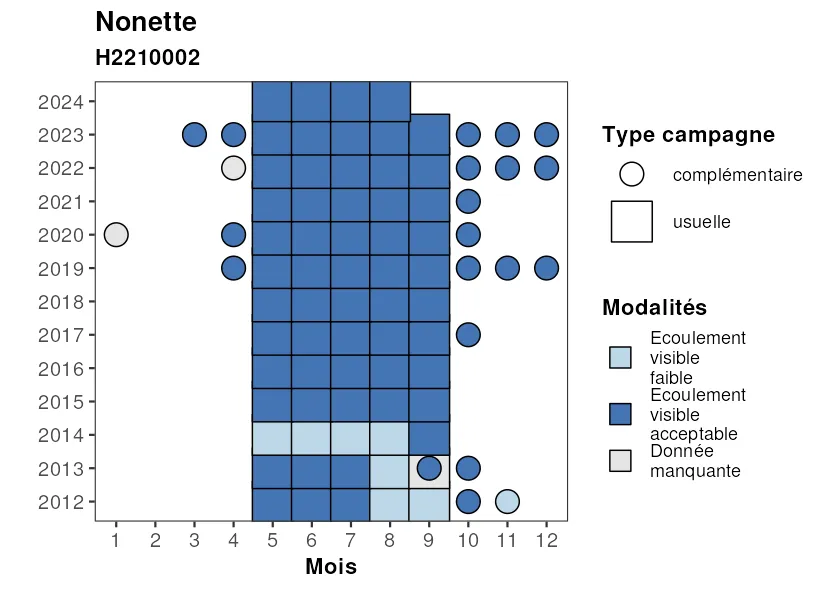 Nonette
H2210002
2024
2023
2022
2021
2020
2019
2018
2017
2016
2015
2014
2013
2012
1 2 3 4 5 6 7 8 9 10 11 12
Mois
Type campagne
complémentaire
usuelle
Modalités
Ecoulement
visible
faible
Ecoulement
visible
acceptable
Donnée
manquante